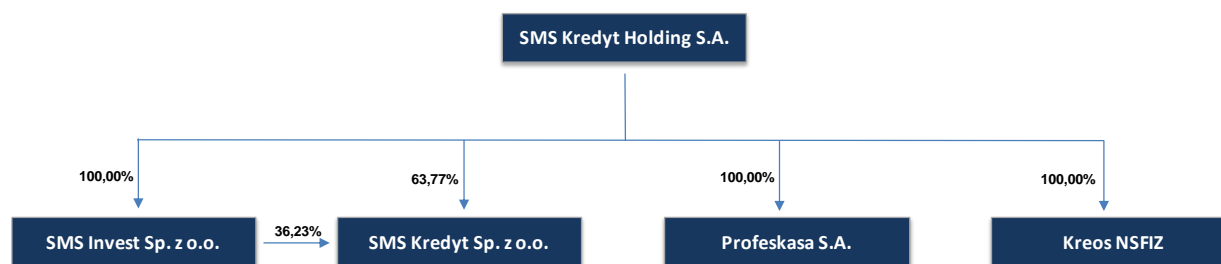 SMS Kredyt Holding S.A.
100,00%
63,77%
100,00%
100,00%
SMS Invest Sp. z o.o.
36,23%
SMS Kredyt Sp. z o.o.
Profeskasa S.A.
Kreos NSFIZ